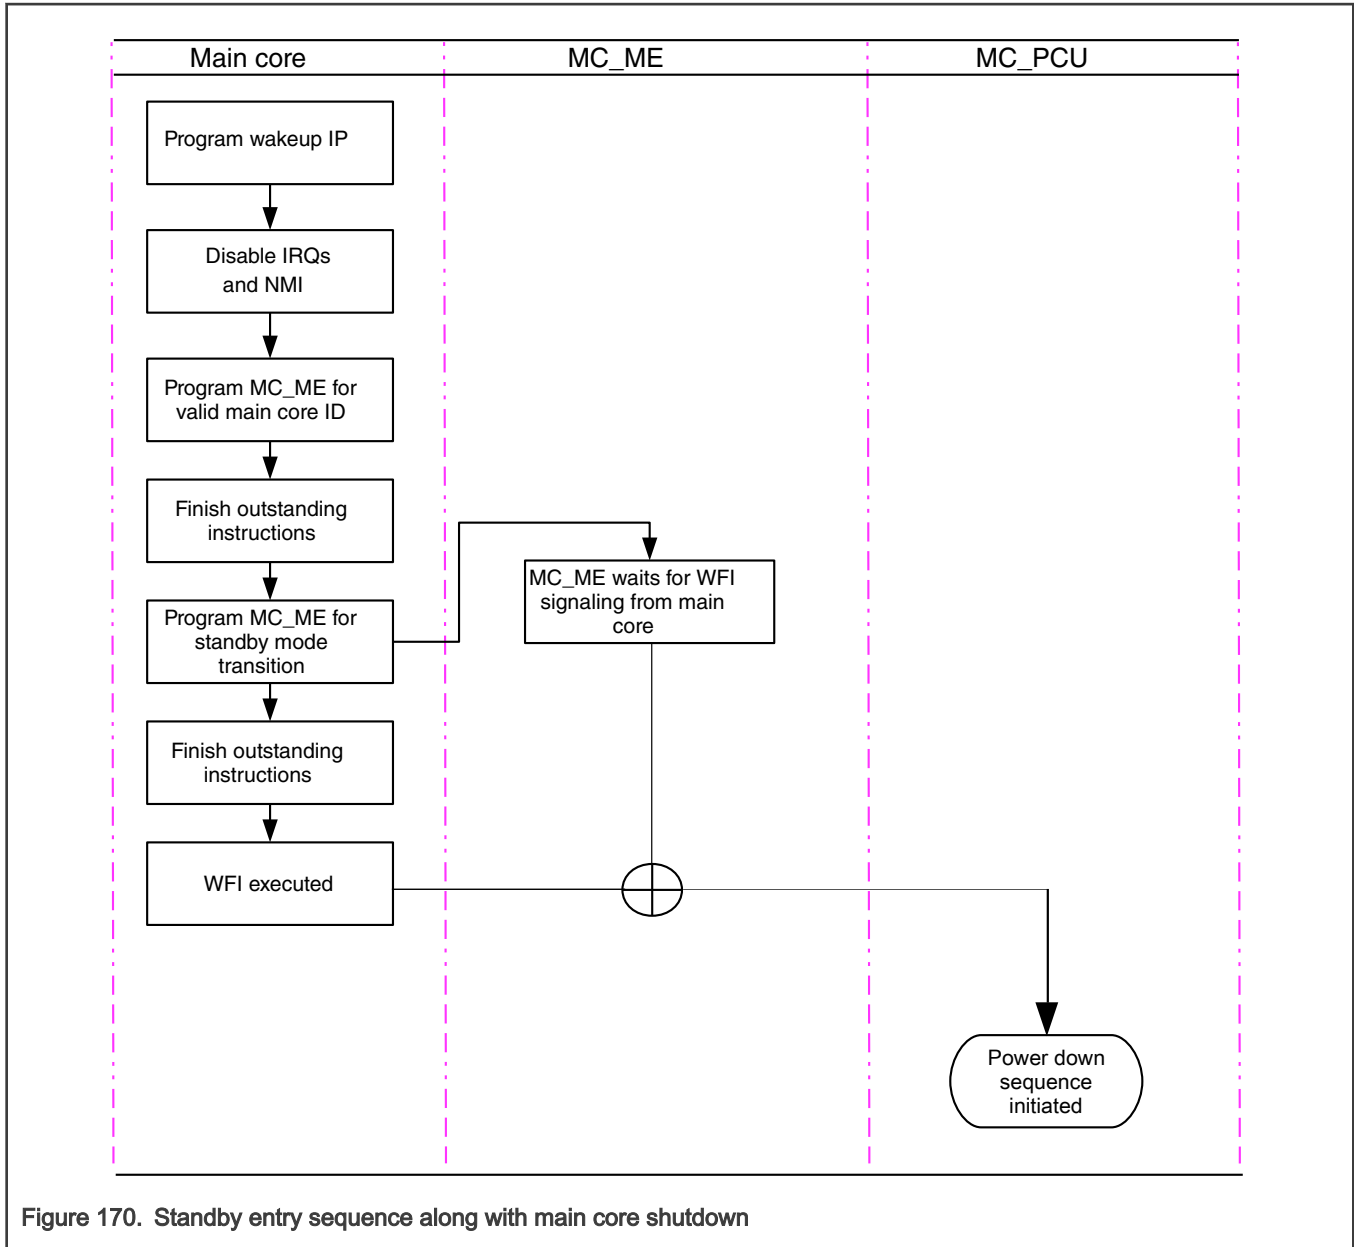 Main core
MC_ME
MC_PCU
Program wakeup IP
Disable IRQs
and NMI
Program MC_ME for
valid main core ID
Finish outstanding
instructions
Program MC_ME for
standby mode
transition
MC_ME waits for WFI
signaling from main
core
Finish outstanding
instructions
WFI executed
Power down
sequence
initiated
Figure 170. Standby entry sequence along with main core shutdown